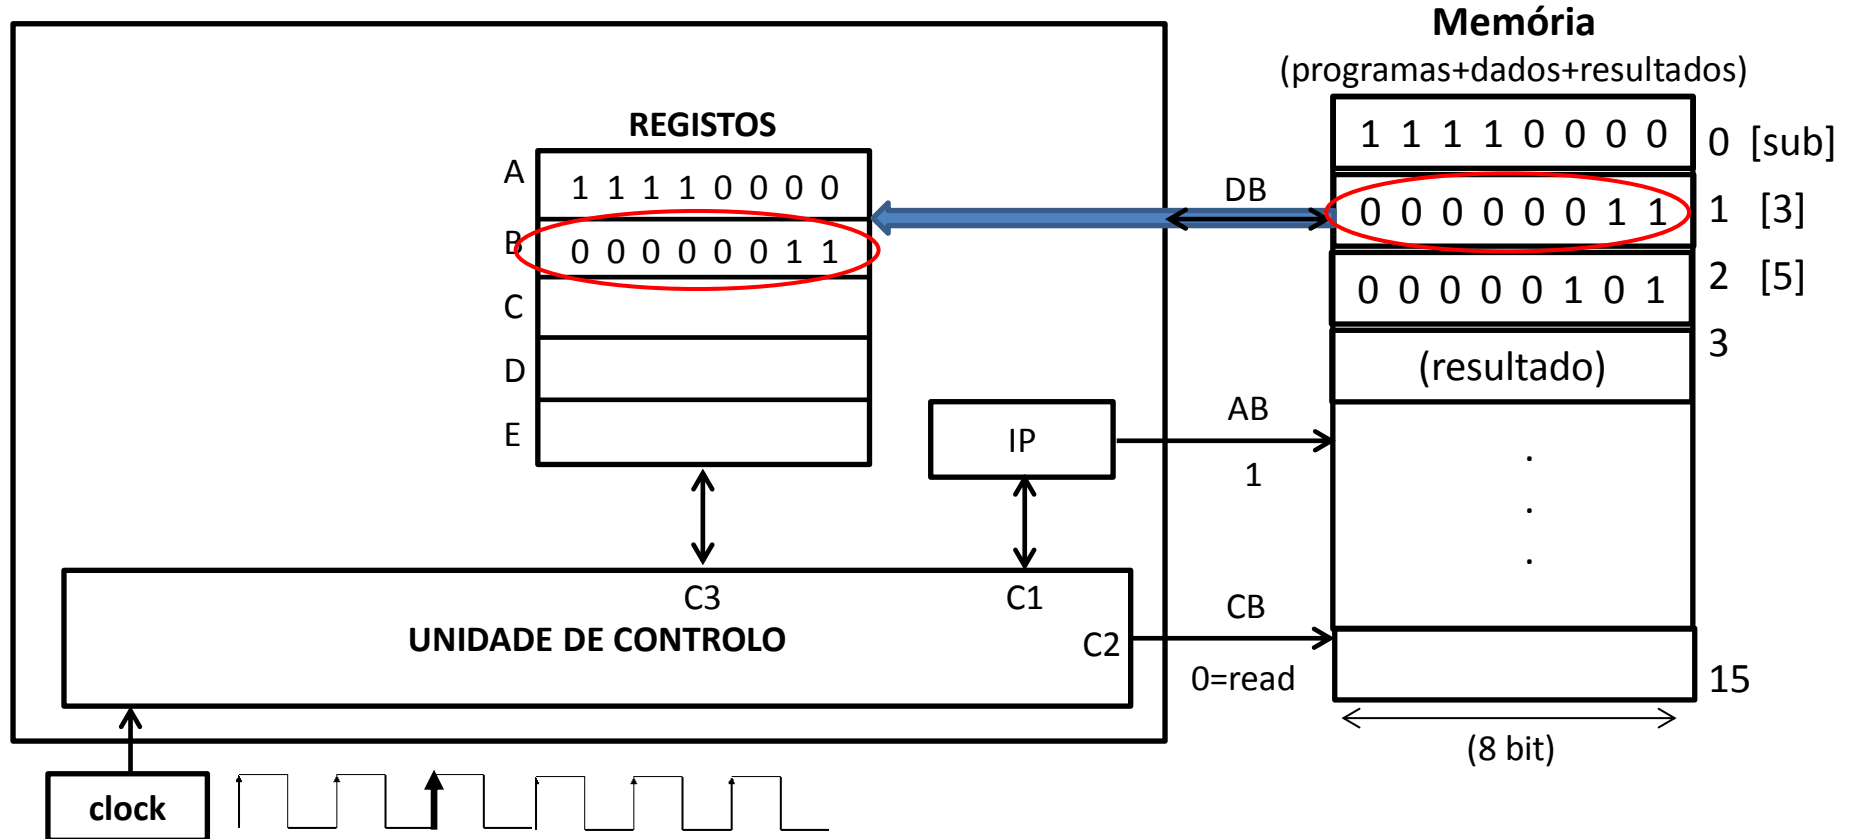 Memória
(programas+dados+resultados)
REGISTOS
A 1 1 1 1 0 0 0 0
B 0 0 0 0 0 0 1 1
C
D
E
DB
1 1 1 1 0 0 0 0 0 [sub]
0 0 0 0 0 0 1 1 1 [3]
0 0 0 0 0 1 0 1 2 [5]
(resultado) 3
.
.
.
15
(8 bit)
IP
AB
1
C3
C1
UNIDADE DE CONTROLO
C2
CB
0=read
clock